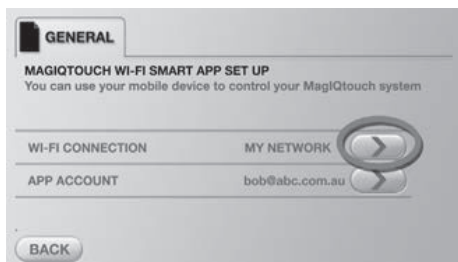 GENERAL
MAGIQTOUCH WI-FI SMART APP SET UP
You can use your mobile device to control your MagIQtouch system
WI-FI CONNECTION MY NETWORK
APP ACCOUNT bob@abc.com.au
BACK